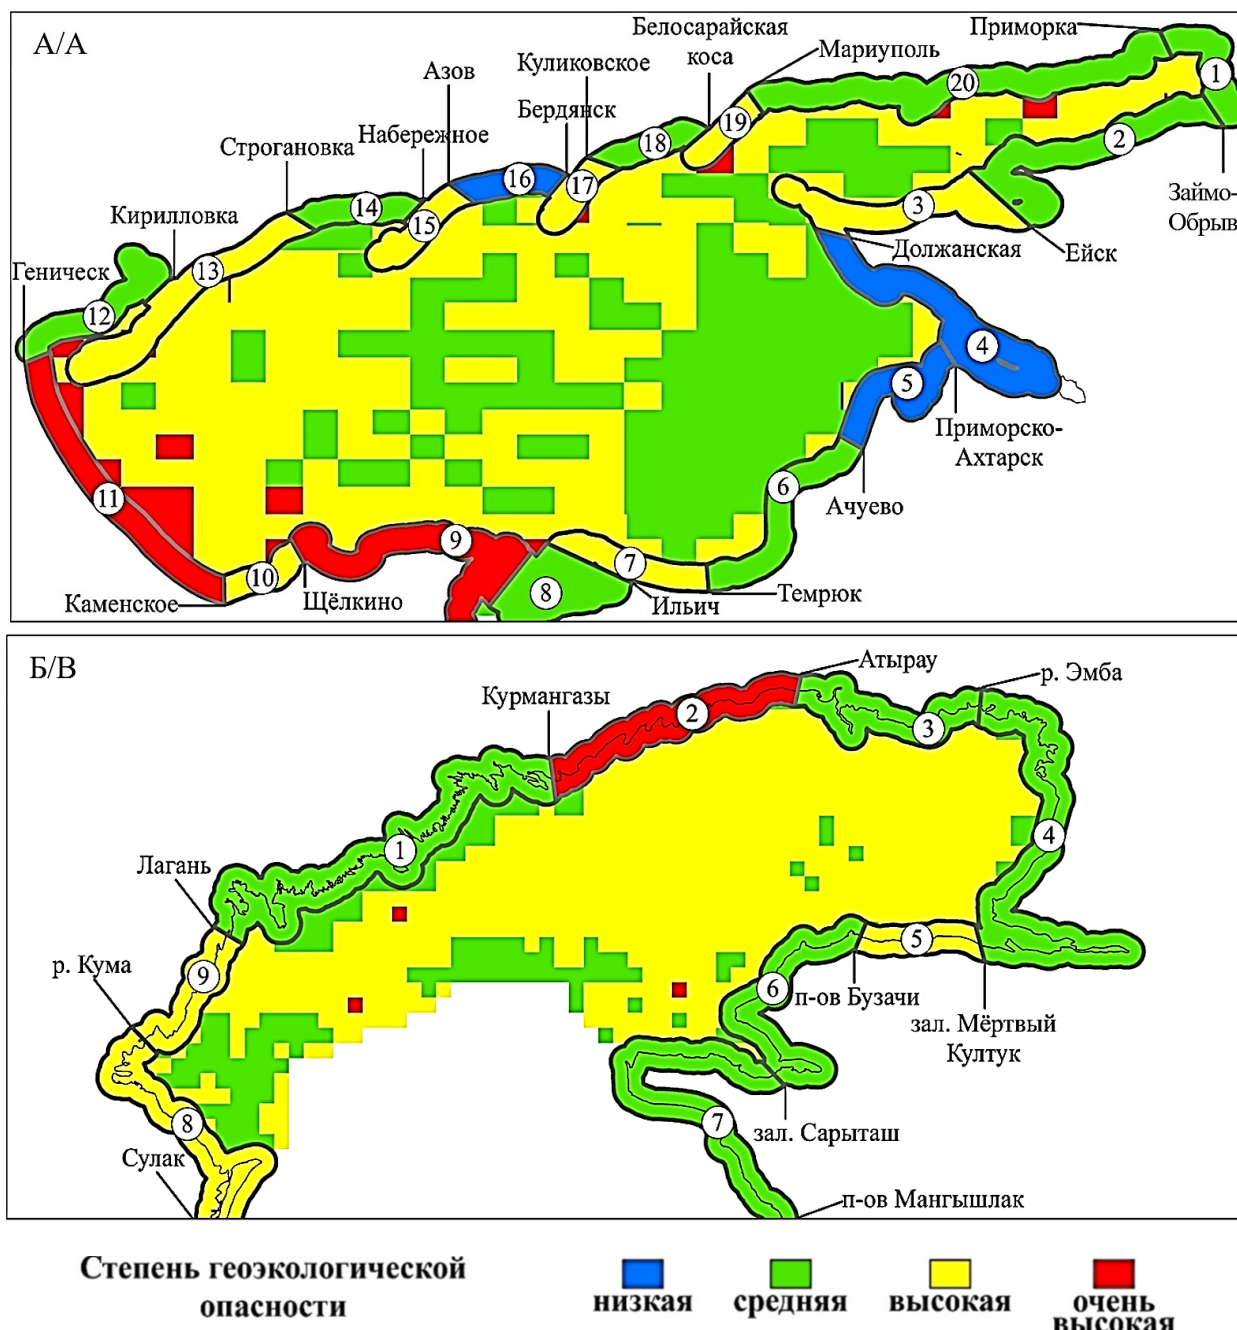 А/А
Белосарайская
коса
Приморка
Мариуполь
Куликовское
Азов
Бердянск
Набережное
Строгановка
Кирилловка
Геническ
20
1
19
2
18
17
16
Займо-
Обрыв
14
15
3
13
Должанская
Ейск
12
4
5
Приморско-
Ахтарск
11
6
Ачуево
9
7
10
8
Каменское
Щёлкино
Ильич
Темрюк
Б/В
Атырау
р. Эмба
Курмангазы
2
3
1
4
Лагань
5
р. Кума
9
6
п-ов Бузачи
зал. Мёртвый
Култук
8
7
зал. Сарыташ
Сулак
п-ов Мангышлак
Степень геоэкологической
опасности
низкая
средняя
высокая
очень
высокая